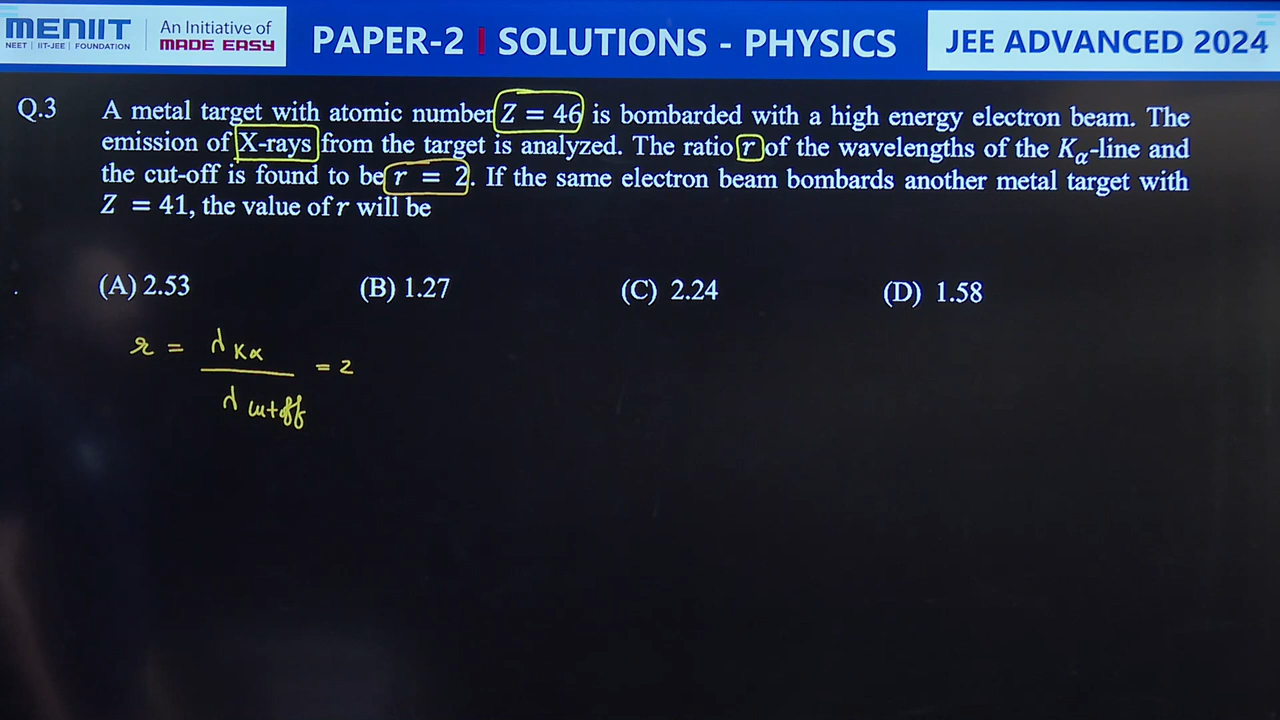 MENIIT
NEET | IIT-JEE | FOUNDATION
An Initiative of
MADE EASY
PAPER-2 | SOLUTIONS - PHYSICS
JEE ADVANCED 2024
Q.3 A metal target with atomic number Z = 46 is bombarded with a high energy electron beam. The
emission of X-rays from the target is analyzed. The ratio r of the wavelengths of the Kα-line and
the cut-off is found to be r = 2. If the same electron beam bombards another metal target with
Z = 41, the value of r will be
(A) 2.53 (B) 1.27 (C) 2.24 (D) 1.58
r = λKα / λcutoff = 2